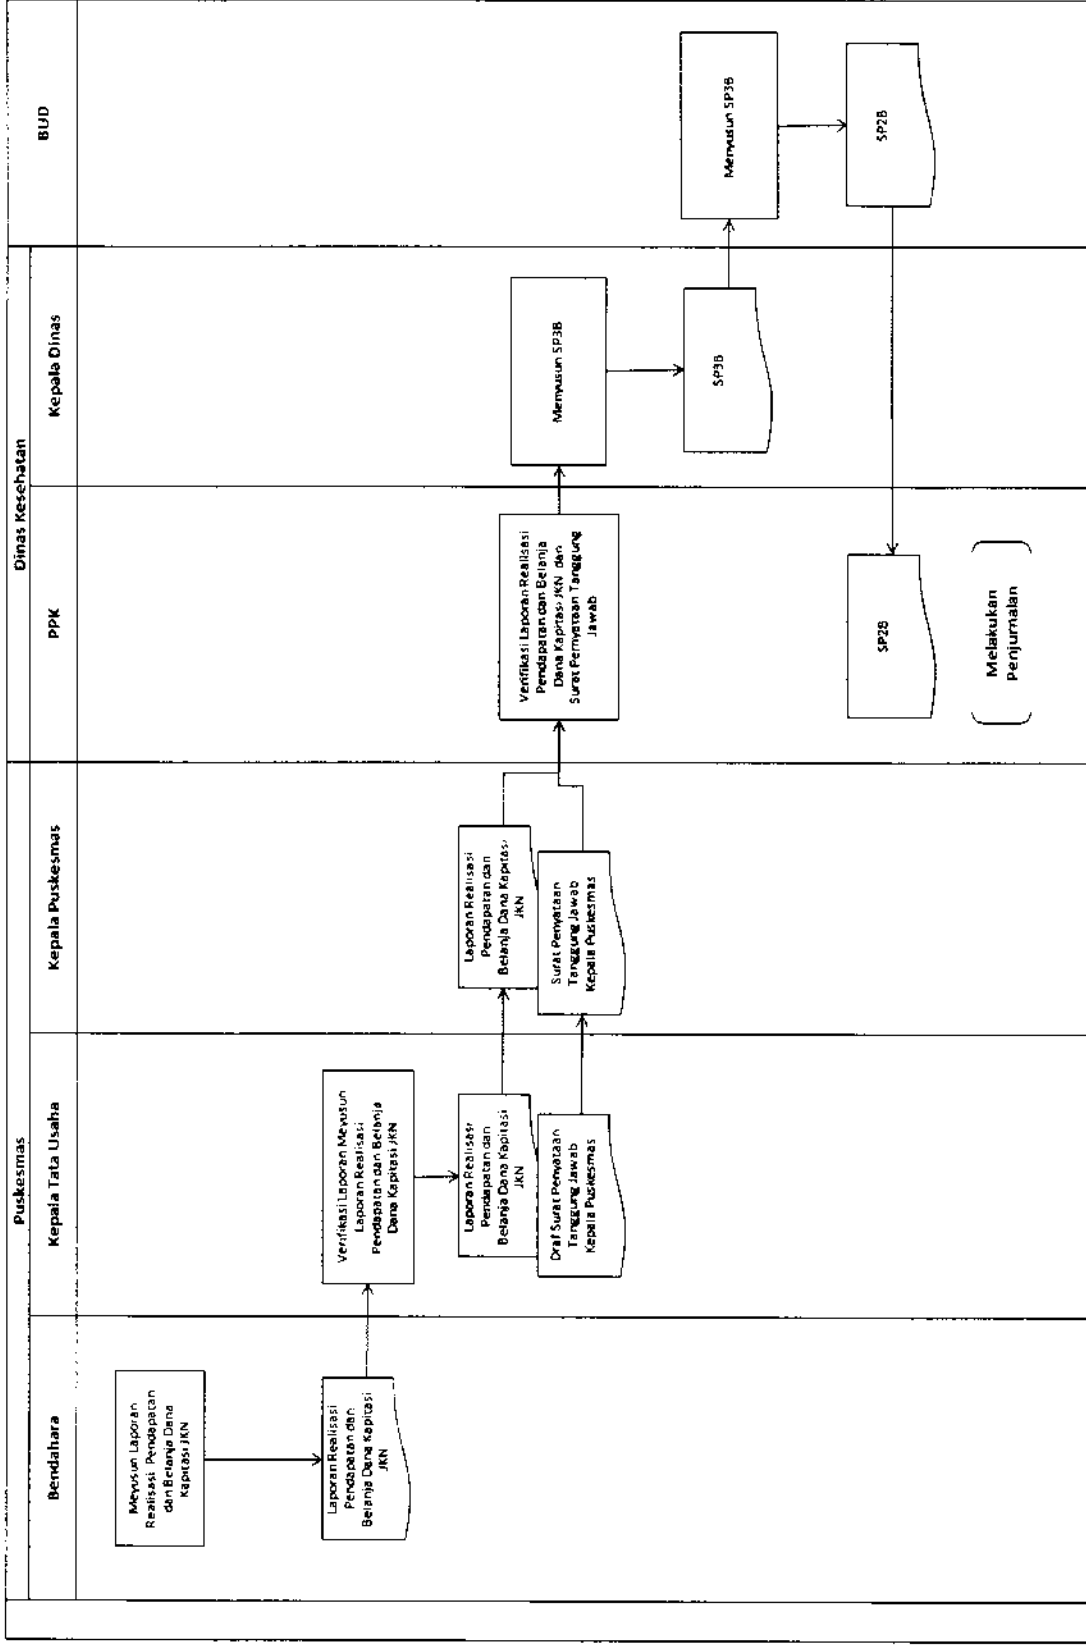 Puskesmas
Dinas Kesehatan
Bendahara
Kepala Tata Usaha
Kepala Puskesmas
PPK
Kepala Dinas
BUD
Meyusun Laporan
Realisasi Pendapatan
dan Belanja Dana
Kapitasi JKN
Laporan Realisasi
Pendapatan dan
Belanja Dana Kapitasi
JKN
Verifikasi Laporan Meyusun
Laporan Realisasi
Pendapatan dan Belanja
Dana Kapitasi JKN
Laporan Realisasi
Pendapatan dan
Belanja Dana Kapitasi
JKN
Draf Surat Penyataan
Tanggung Jawab
Kepala Puskesmas
Laporan Realisasi
Pendapatan dan
Belanja Dana Kapitasi
JKN
Surat Penyataan
Tanggung Jawab
Kepala Puskesmas
Verifikasi Laporan Realisasi
Pendapatan dan Belanja
Dana Kapitasi JKN dan
Surat Pernyataan Tanggung
Jawab
Menyusun SP3B
SP3B
Menyusun SP3B
SP2B
SP2B
Melakukan
Penjurnalan